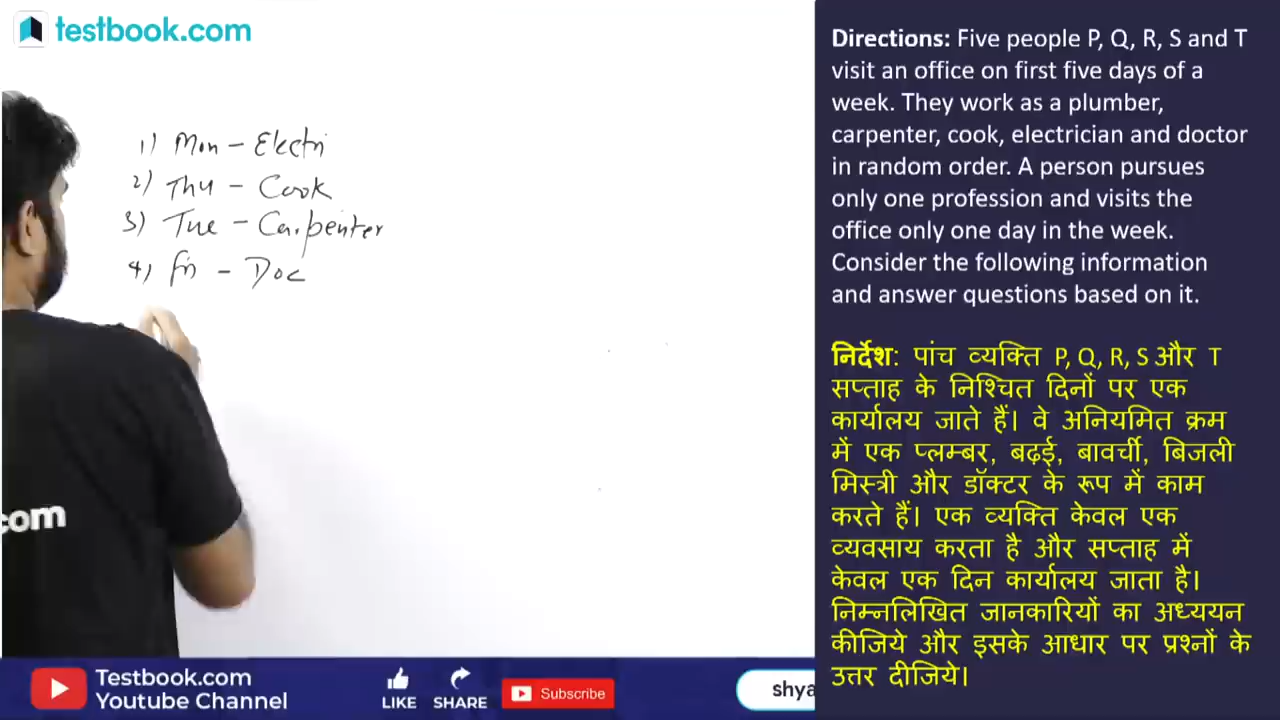 testbook.com
1) Mon - Electri
2) Thu - Cook
3) Tue - Carpenter
4) Fri - Doc
com
Directions: Five people P, Q, R, S and T
visit an office on first five days of a
week. They work as a plumber,
carpenter, cook, electrician and doctor
in random order. A person pursues
only one profession and visits the
office only one day in the week.
Consider the following information
and answer questions based on it.
निर्देश: पांच व्यक्ति P, Q, R, S और T
सप्ताह के निश्चित दिनों पर एक
कार्यालय जाते हैं। वे अनियमित क्रम
में एक प्लम्बर, बढ़ई, बावर्ची, बिजली
मिस्त्री और डॉक्टर के रूप में काम
करते हैं। एक व्यक्ति केवल एक
व्यवसाय करता है और सप्ताह में
केवल एक दिन कार्यालय जाता है।
निम्नलिखित जानकारियों का अध्ययन
कीजिये और इसके आधार पर प्रश्नों के
उत्तर दीजिये।
Testbook.com
Youtube Channel
LIKE
SHARE
Subscribe
shya